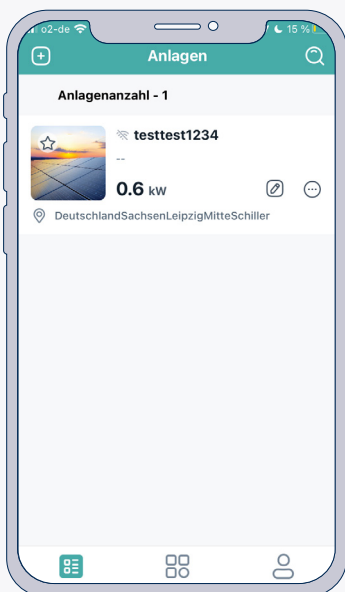 o2-de 15 %
Anlagen
Anlagenanzahl - 1
testtest1234
--
0.6 kW
DeutschlandSachsenLeipzigMitteSchiller